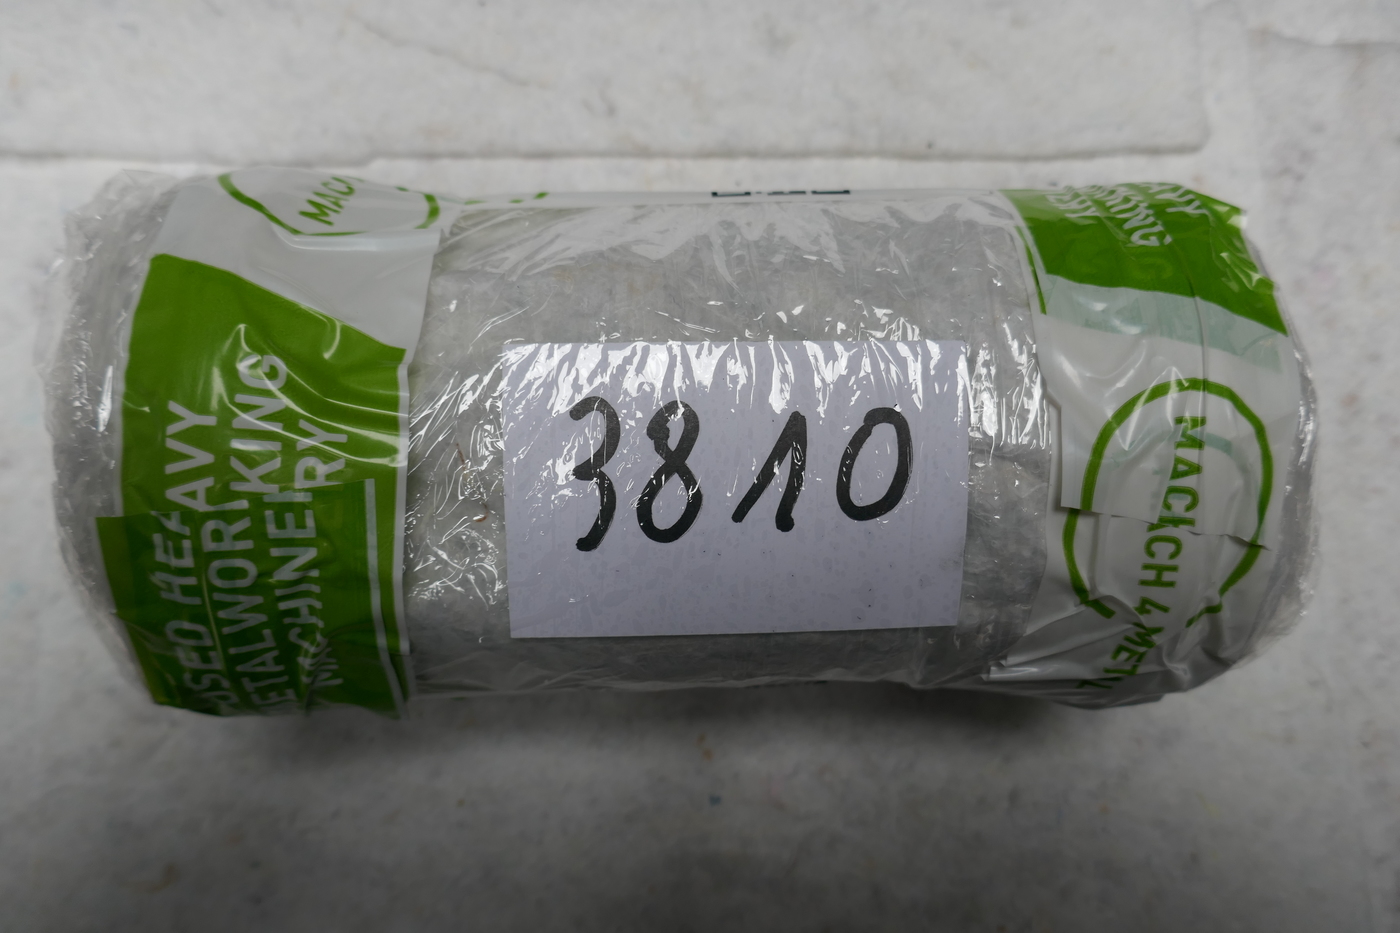 MACH
USED HEAVY
METALWORKING
MACHINERY
3810
MACH 4 METAL